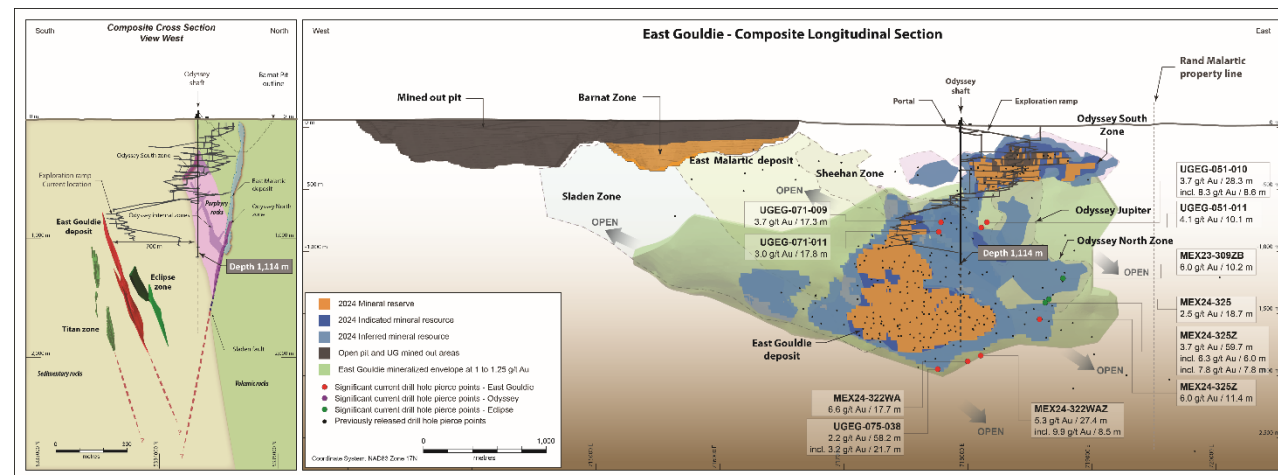 Composite Cross Section
View West
South
North
Odyssey
shaft
Barnat Pit
outline
Odyssey South zone
Exploration ramp
Current location
Porphyry
rocks
East Malartic
deposit
Odyssey North
zone
Odyssey Internal zones
East Gouldie
deposit
700 m
Depth 1,114 m
Eclipse
zone
Titan zone
Sladen fault
Sedimentary rocks
Volcanic rocks
?
?
?
metres
East Gouldie - Composite Longitudinal Section
West
East
Rand Malartic
property line
Mined out pit
Barnat Zone
Portal
Odyssey
shaft
Exploration ramp
Odyssey South
Zone
East Malartic deposit
Sheehan Zone
Sladen Zone
OPEN
OPEN
UGEG-051-010
3.7 g/t Au / 28.3 m
incl. 8.3 g/t Au / 8.6 m
UGEG-051-011
4.1 g/t Au / 10.1 m
UGEG-071-009
3.7 g/t Au / 17.3 m
UGEG-071-011
3.0 g/t Au / 17.8 m
Odyssey Jupiter
Odyssey North Zone
Depth 1,114 m
OPEN
MEX23-309ZB
6.0 g/t Au / 10.2 m
MEX24-325
2.5 g/t Au / 18.7 m
MEX24-325Z
3.7 g/t Au / 59.7 m
incl. 6.3 g/t Au / 6.0 m
incl. 7.8 g/t Au / 7.8 m
MEX24-325Z
6.0 g/t Au / 11.4 m
East Gouldie
deposit
OPEN
MEX24-322WA
6.6 g/t Au / 17.7 m
UGEG-075-038
2.2 g/t Au / 58.2 m
incl. 3.2 g/t Au / 21.7 m
MEX24-322WAZ
5.3 g/t Au / 27.4 m
incl. 9.9 g/t Au / 8.5 m
OPEN
2024 Mineral reserve
2024 Indicated mineral resource
2024 Inferred mineral resource
Open pit and UG mined out areas
East Gouldie mineralized envelope at 1 to 1.25 g/t Au
Significant current drill hole pierce points - East Gouldie
Significant current drill hole pierce points - Odyssey
Significant current drill hole pierce points - Eclipse
Previously released drill hole pierce points
0
1,000
metres
Coordinate System, NAD83 Zone 17N